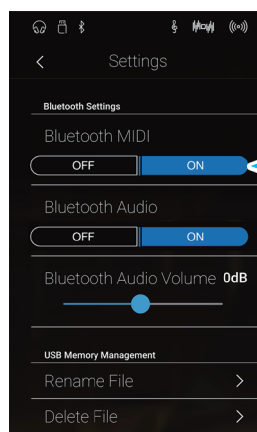 Settings
Bluetooth Settings
Bluetooth MIDI
OFF ON
Bluetooth Audio
OFF ON
Bluetooth Audio Volume 0dB
USB Memory Management
Rename File
Delete File